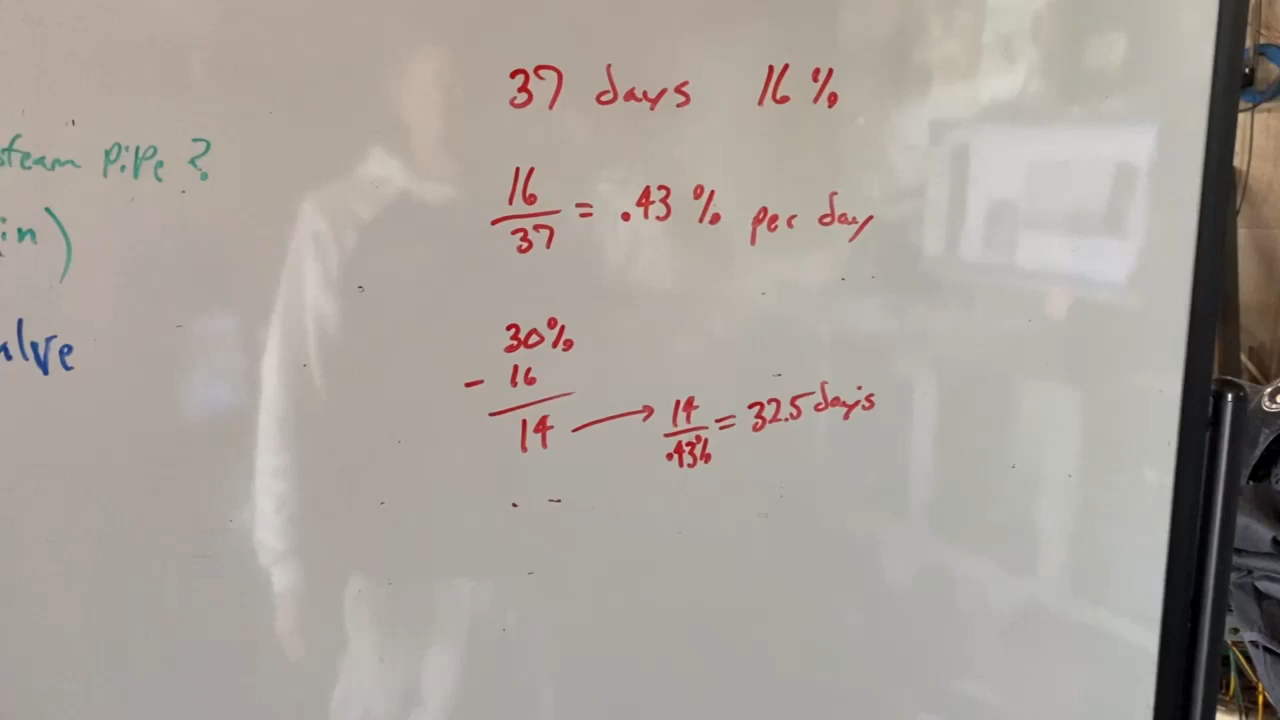 37 days 16%
steam pipe?
16/37 = .43% per day
in)
30%
alve
- 16
14 → 14/.43% = 32.5 days